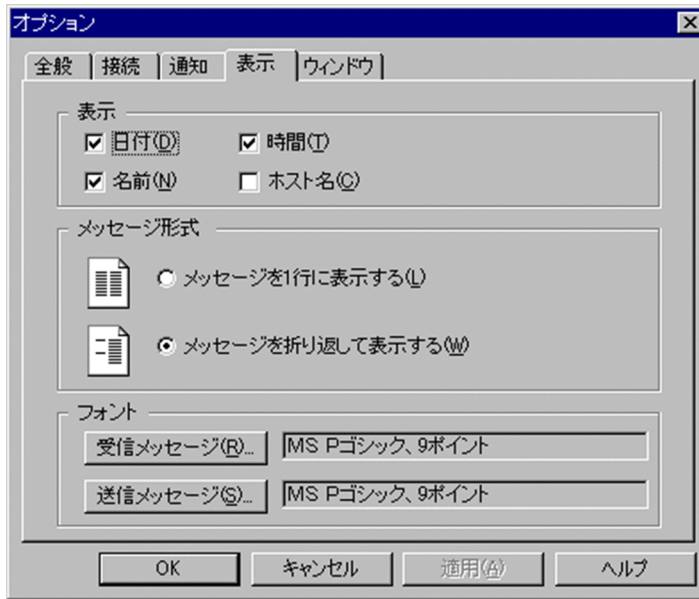 オプション
全般 接続 通知 表示 ウィンドウ
表示
日付(D) 時間(T)
名前(N) ホスト名(C)
メッセージ形式
メッセージを1行に表示する(L)
メッセージを折り返して表示する(W)
フォント
受信メッセージ(R)... MS Pゴシック、9ポイント
送信メッセージ(S)... MS Pゴシック、9ポイント
OK キャンセル 適用(A) ヘルプ